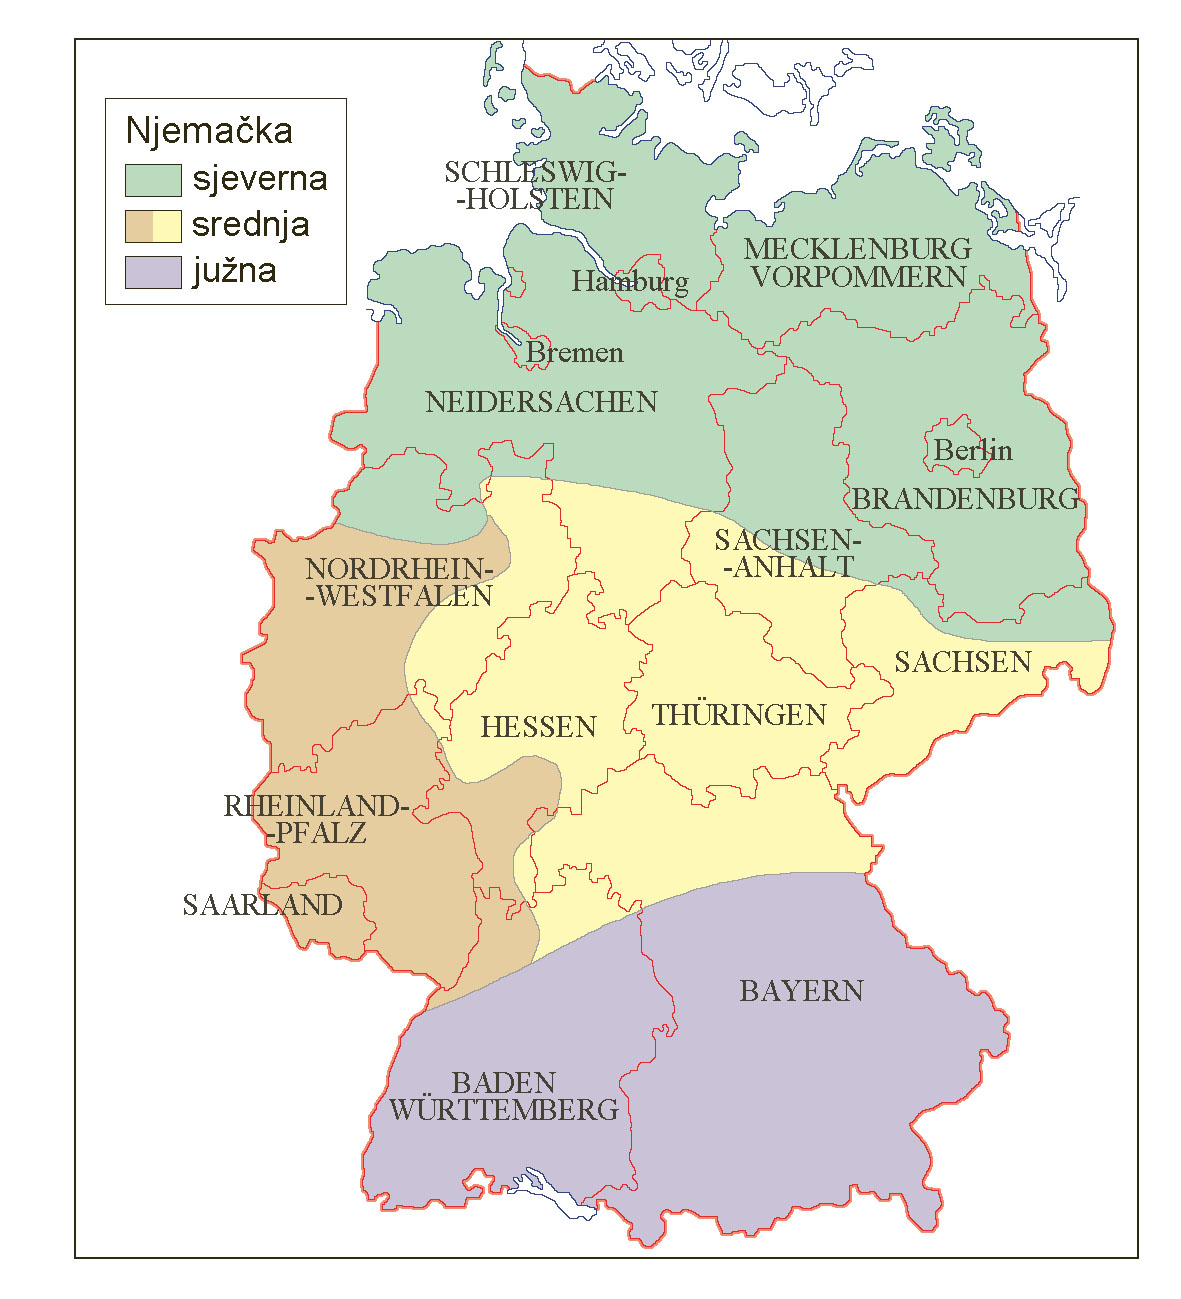 Njemačka
sjeverna
srednja
južna
SCHLESWIG-
-HOLSTEIN
MECKLENBURG
VORPOMMERN
Hamburg
Bremen
NEIDERSACHEN
Berlin
BRANDENBURG
SACHSEN-
-ANHALT
NORDRHEIN-
-WESTFALEN
SACHSEN
HESSEN
THÜRINGEN
RHEINLAND-
-PFALZ
SAARLAND
BAYERN
BADEN
WÜRTTEMBERG